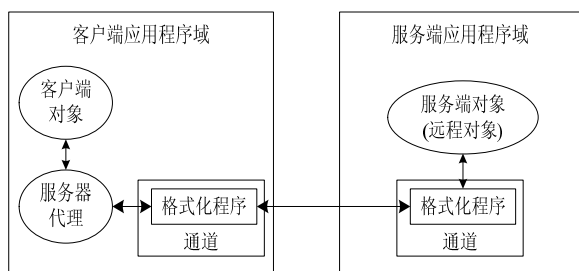 客户端应用程序域
服务端应用程序域
客户端
对象
服务端对象
(远程对象)
服务器
代理
格式化程序
通道
格式化程序
通道